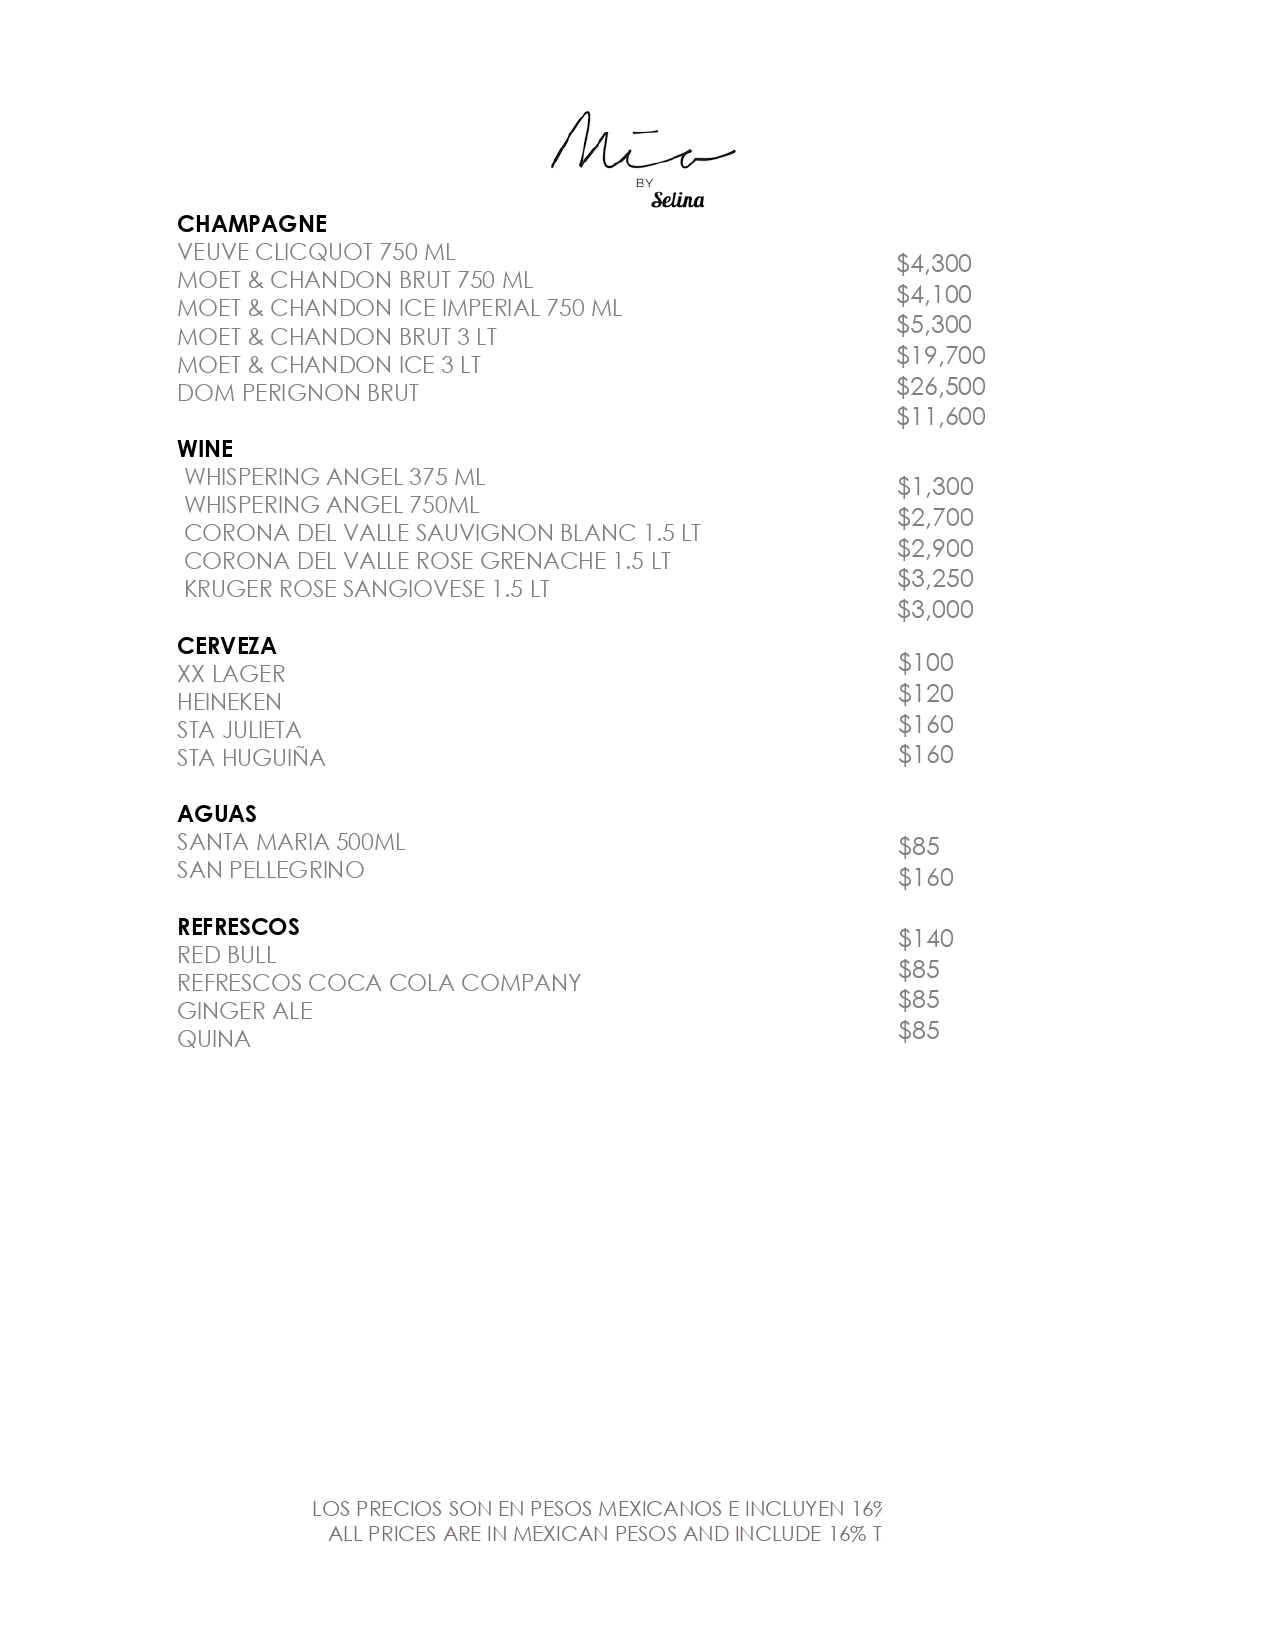 Mio
BY
Selina
CHAMPAGNE
VEUVE CLICQUOT 750 ML $4,300
MOET & CHANDON BRUT 750 ML $4,100
MOET & CHANDON ICE IMPERIAL 750 ML $5,300
MOET & CHANDON BRUT 3 LT $19,700
MOET & CHANDON ICE 3 LT $26,500
DOM PERIGNON BRUT $11,600
WINE
WHISPERING ANGEL 375 ML $1,300
WHISPERING ANGEL 750ML $2,700
CORONA DEL VALLE SAUVIGNON BLANC 1.5 LT $2,900
CORONA DEL VALLE ROSE GRENACHE 1.5 LT $3,250
KRUGER ROSE SANGIOVESE 1.5 LT $3,000
CERVEZA
XX LAGER $100
HEINEKEN $120
STA JULIETA $160
STA HUGUIÑA $160
AGUAS
SANTA MARIA 500ML $85
SAN PELLEGRINO $160
REFRESCOS
RED BULL $140
REFRESCOS COCA COLA COMPANY $85
GINGER ALE $85
QUINA $85
LOS PRECIOS SON EN PESOS MEXICANOS E INCLUYEN 16%
ALL PRICES ARE IN MEXICAN PESOS AND INCLUDE 16% T